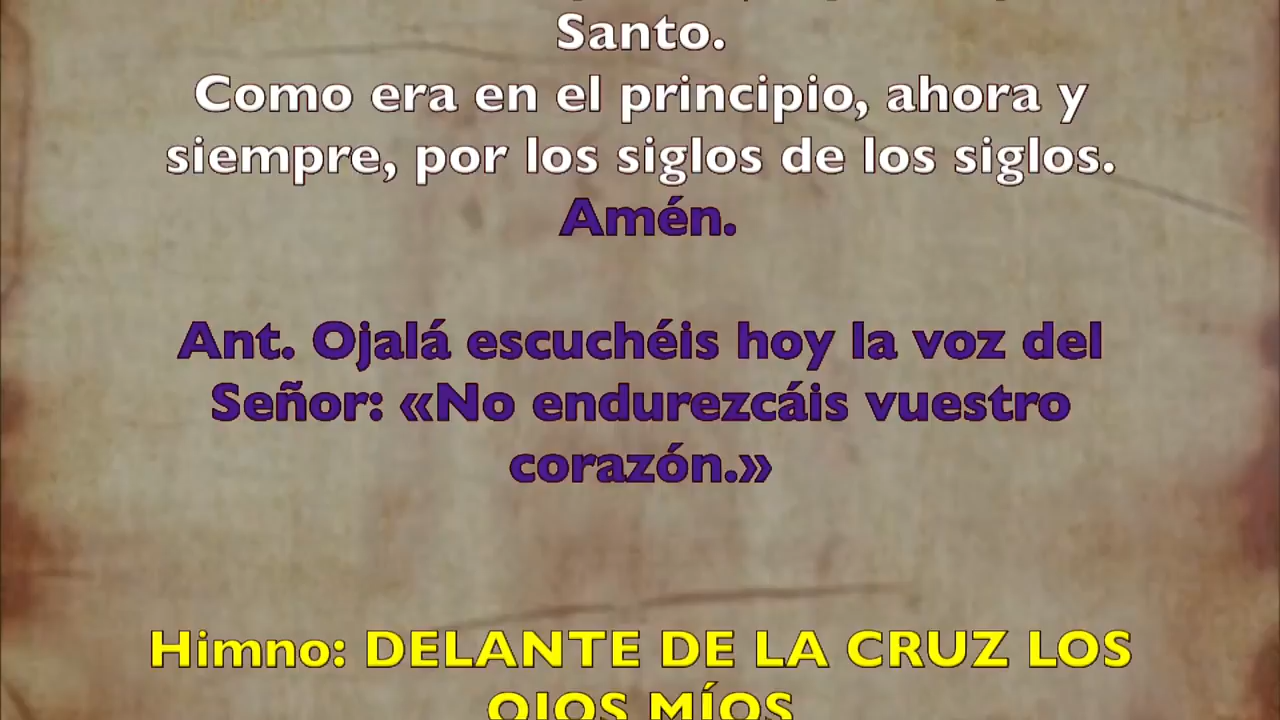 Santo.
Como era en el principio, ahora y
siempre, por los siglos de los siglos.
Amén.
Ant. Ojalá escuchéis hoy la voz del
Señor: «No endurezcáis vuestro
corazón.»
Himno: DELANTE DE LA CRUZ LOS
OJOS MÍOS